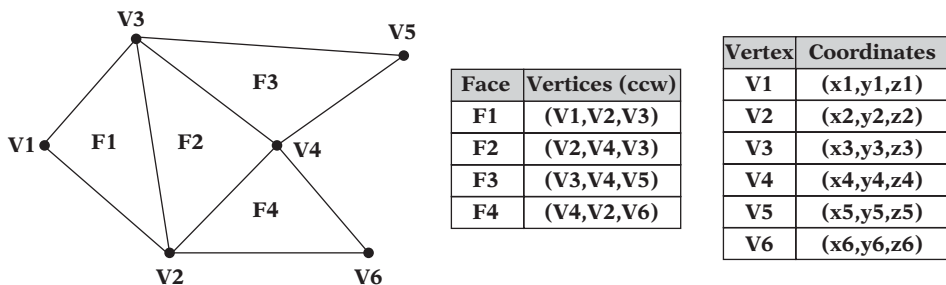 V3
V5
F3
V1
F1
F2
V4
F4
V2
V6
Face Vertices (ccw)
F1 (V1,V2,V3)
F2 (V2,V4,V3)
F3 (V3,V4,V5)
F4 (V4,V2,V6)
Vertex Coordinates
V1 (x1,y1,z1)
V2 (x2,y2,z2)
V3 (x3,y3,z3)
V4 (x4,y4,z4)
V5 (x5,y5,z5)
V6 (x6,y6,z6)